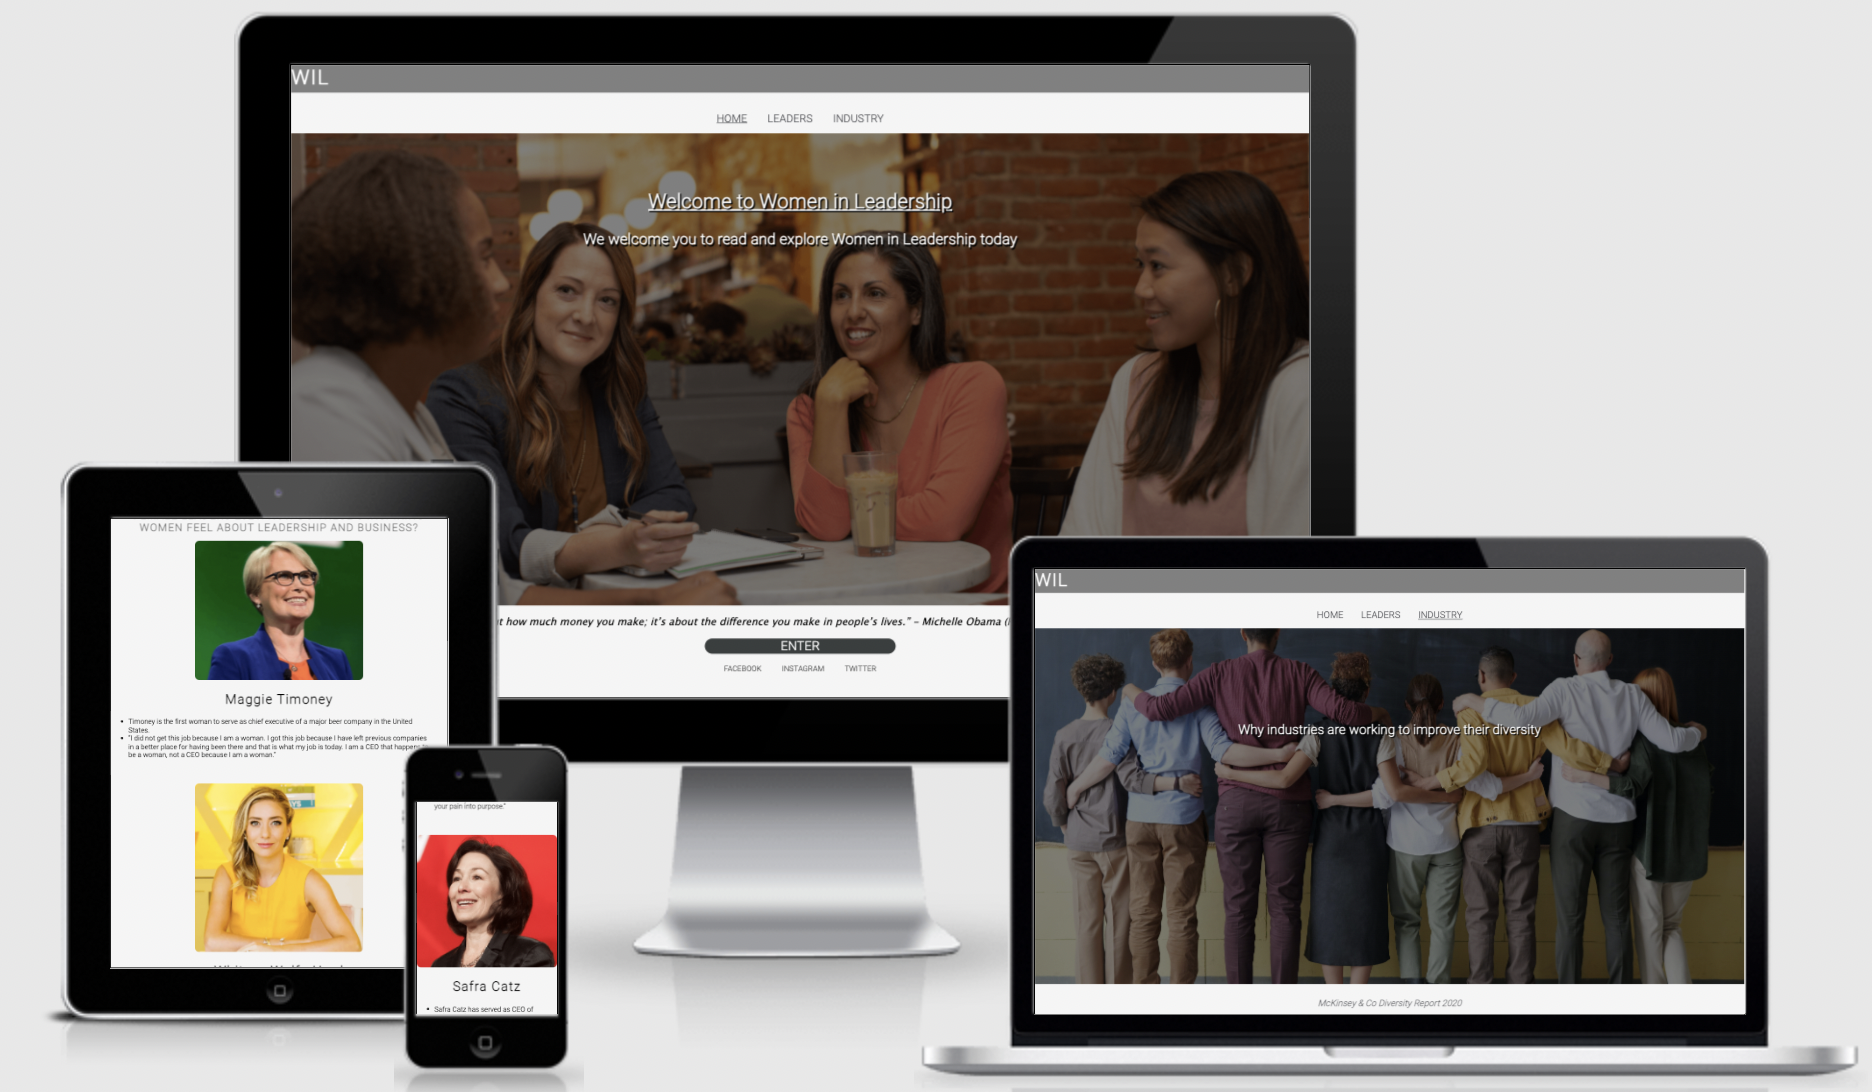 WIL
HOME LEADERS INDUSTRY
Welcome to Women in Leadership
We welcome you to read and explore Women in Leadership today
how much money you make; it's about the difference you make in people's lives." – Michelle Obama
ENTER
FACEBOOK INSTAGRAM TWITTER
WOMEN FEEL ABOUT LEADERSHIP AND BUSINESS?
Maggie Timoney
Timoney is the first woman to serve as chief executive of a major beer company in the United
States.
"I did not get this job because I am a woman. I got this job because I have left previous companies
in a better place for having been there and that is what my job is today. I am a CEO that happens to
be a woman, not a CEO because I am a woman."
your pain into purpose."
Safra Catz
Safra Catz has served as CEO of
WIL
HOME LEADERS INDUSTRY
Why industries are working to improve their diversity
McKinsey & Co Diversity Report 2020